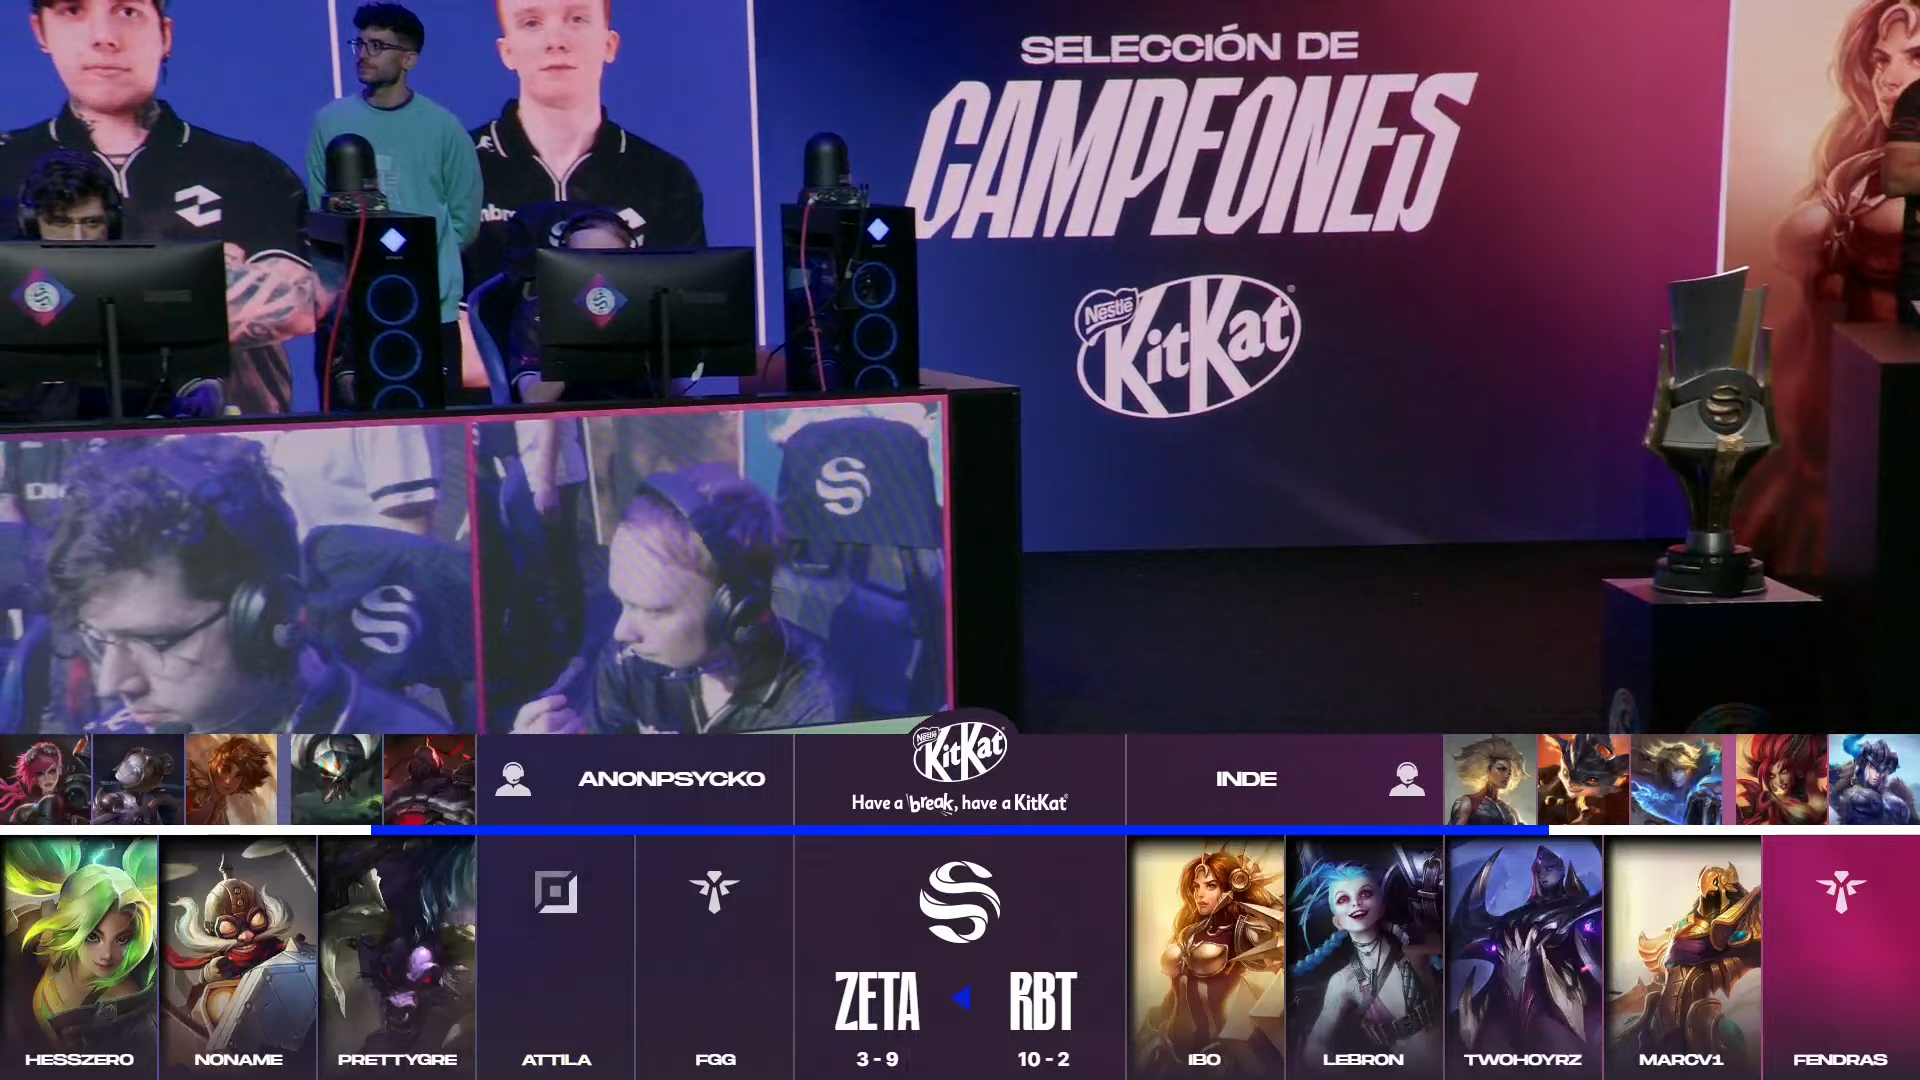 SELECCIÓN DE
CAMPEONES
Nestlé
KitKat
ANONPSYCKO
Nestlé
KitKat
Have a break, have a KitKat
INDE
ZETA
RBT
3 - 9
10 - 2
HESSZERO
NONAME
PRETTYGRE
ATTILA
FGG
IBO
LEBRON
TWOHOYRZ
MARCV1
FENDRAS